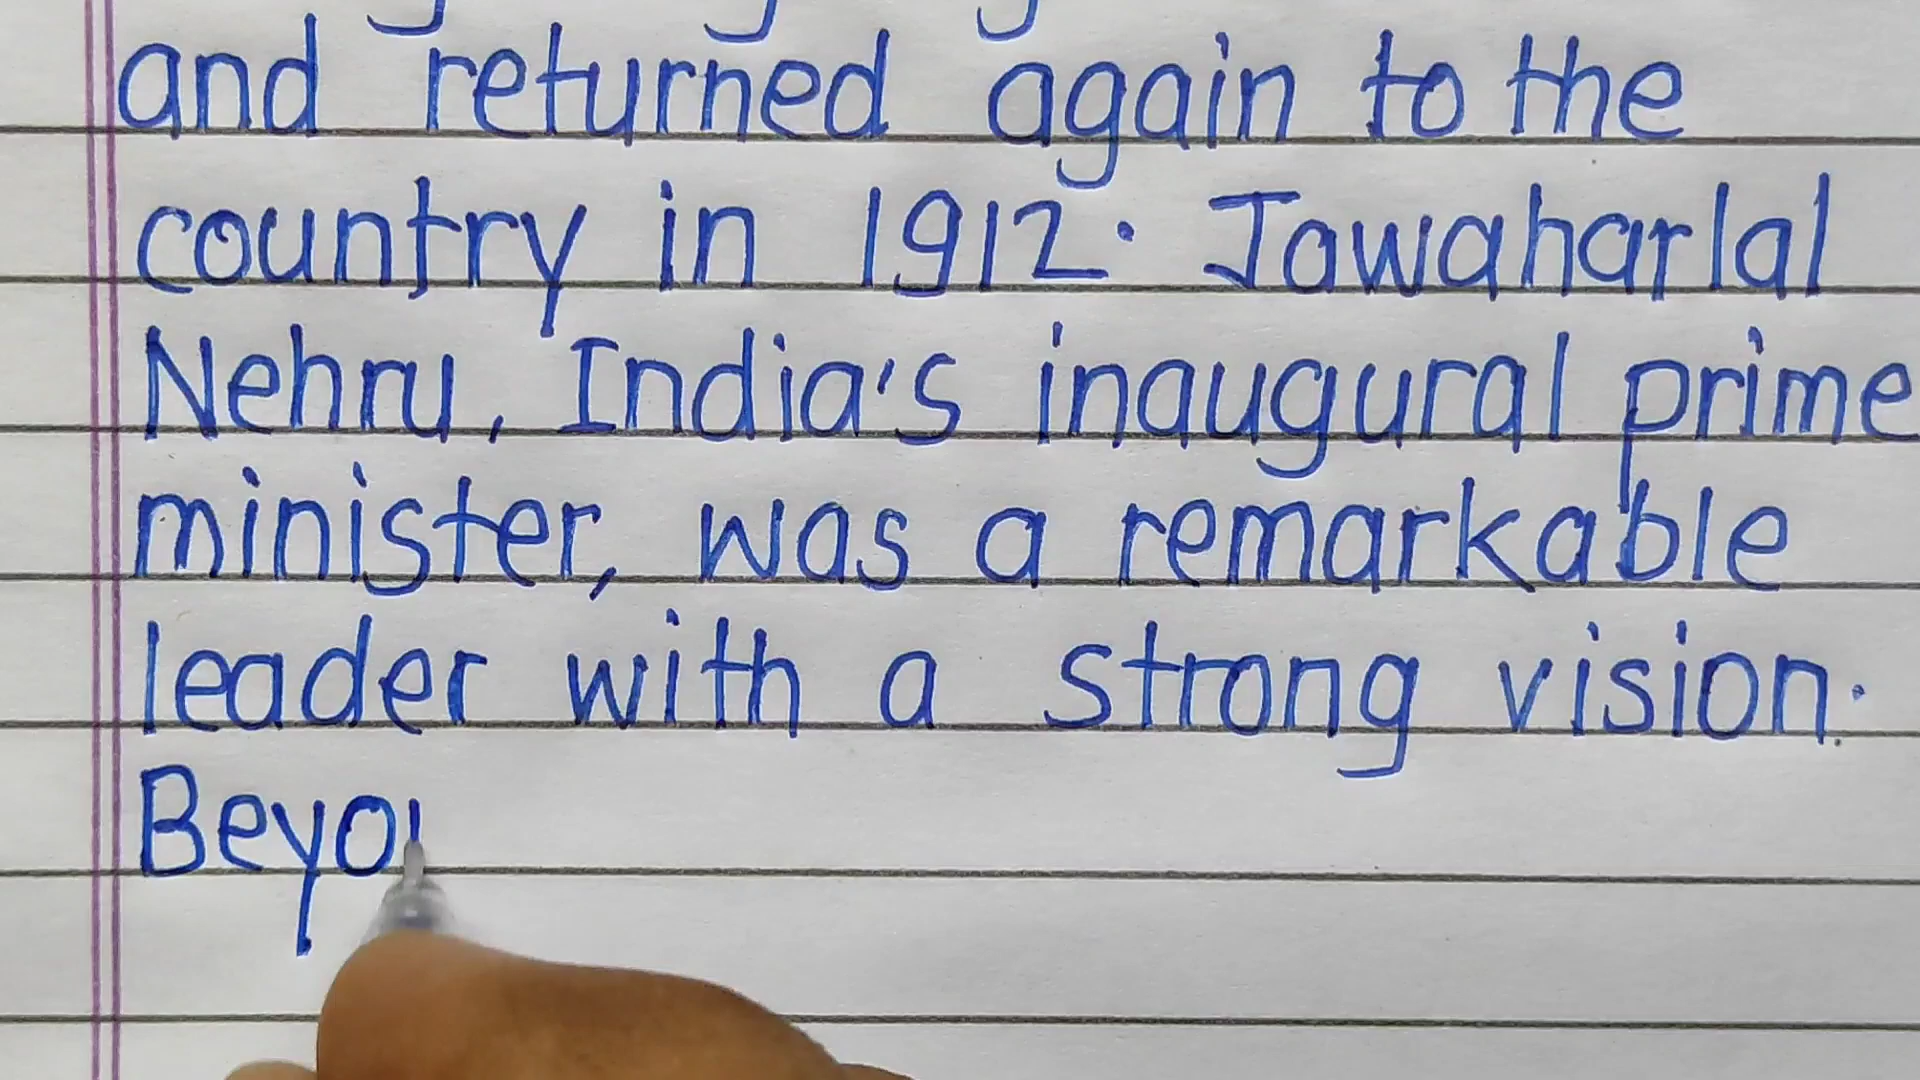 and returned again to the
country in 1912. Jawaharlal
Nehru, India's inaugural prime
minister, was a remarkable
leader with a strong vision.
Beyo